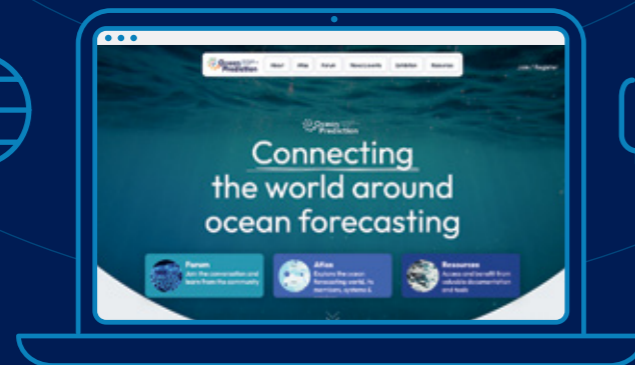 Ocean
Prediction
About Atlas Forum News & events Exhibition Resources
Join / Register
Ocean
Prediction
Connecting
the world around
ocean forecasting
Forum
Join the conversation and
learn from the community
Atlas
Explore the ocean
forecasting world, its
members, systems &
Resources
Access and benefit from
valuable documentation
and tools